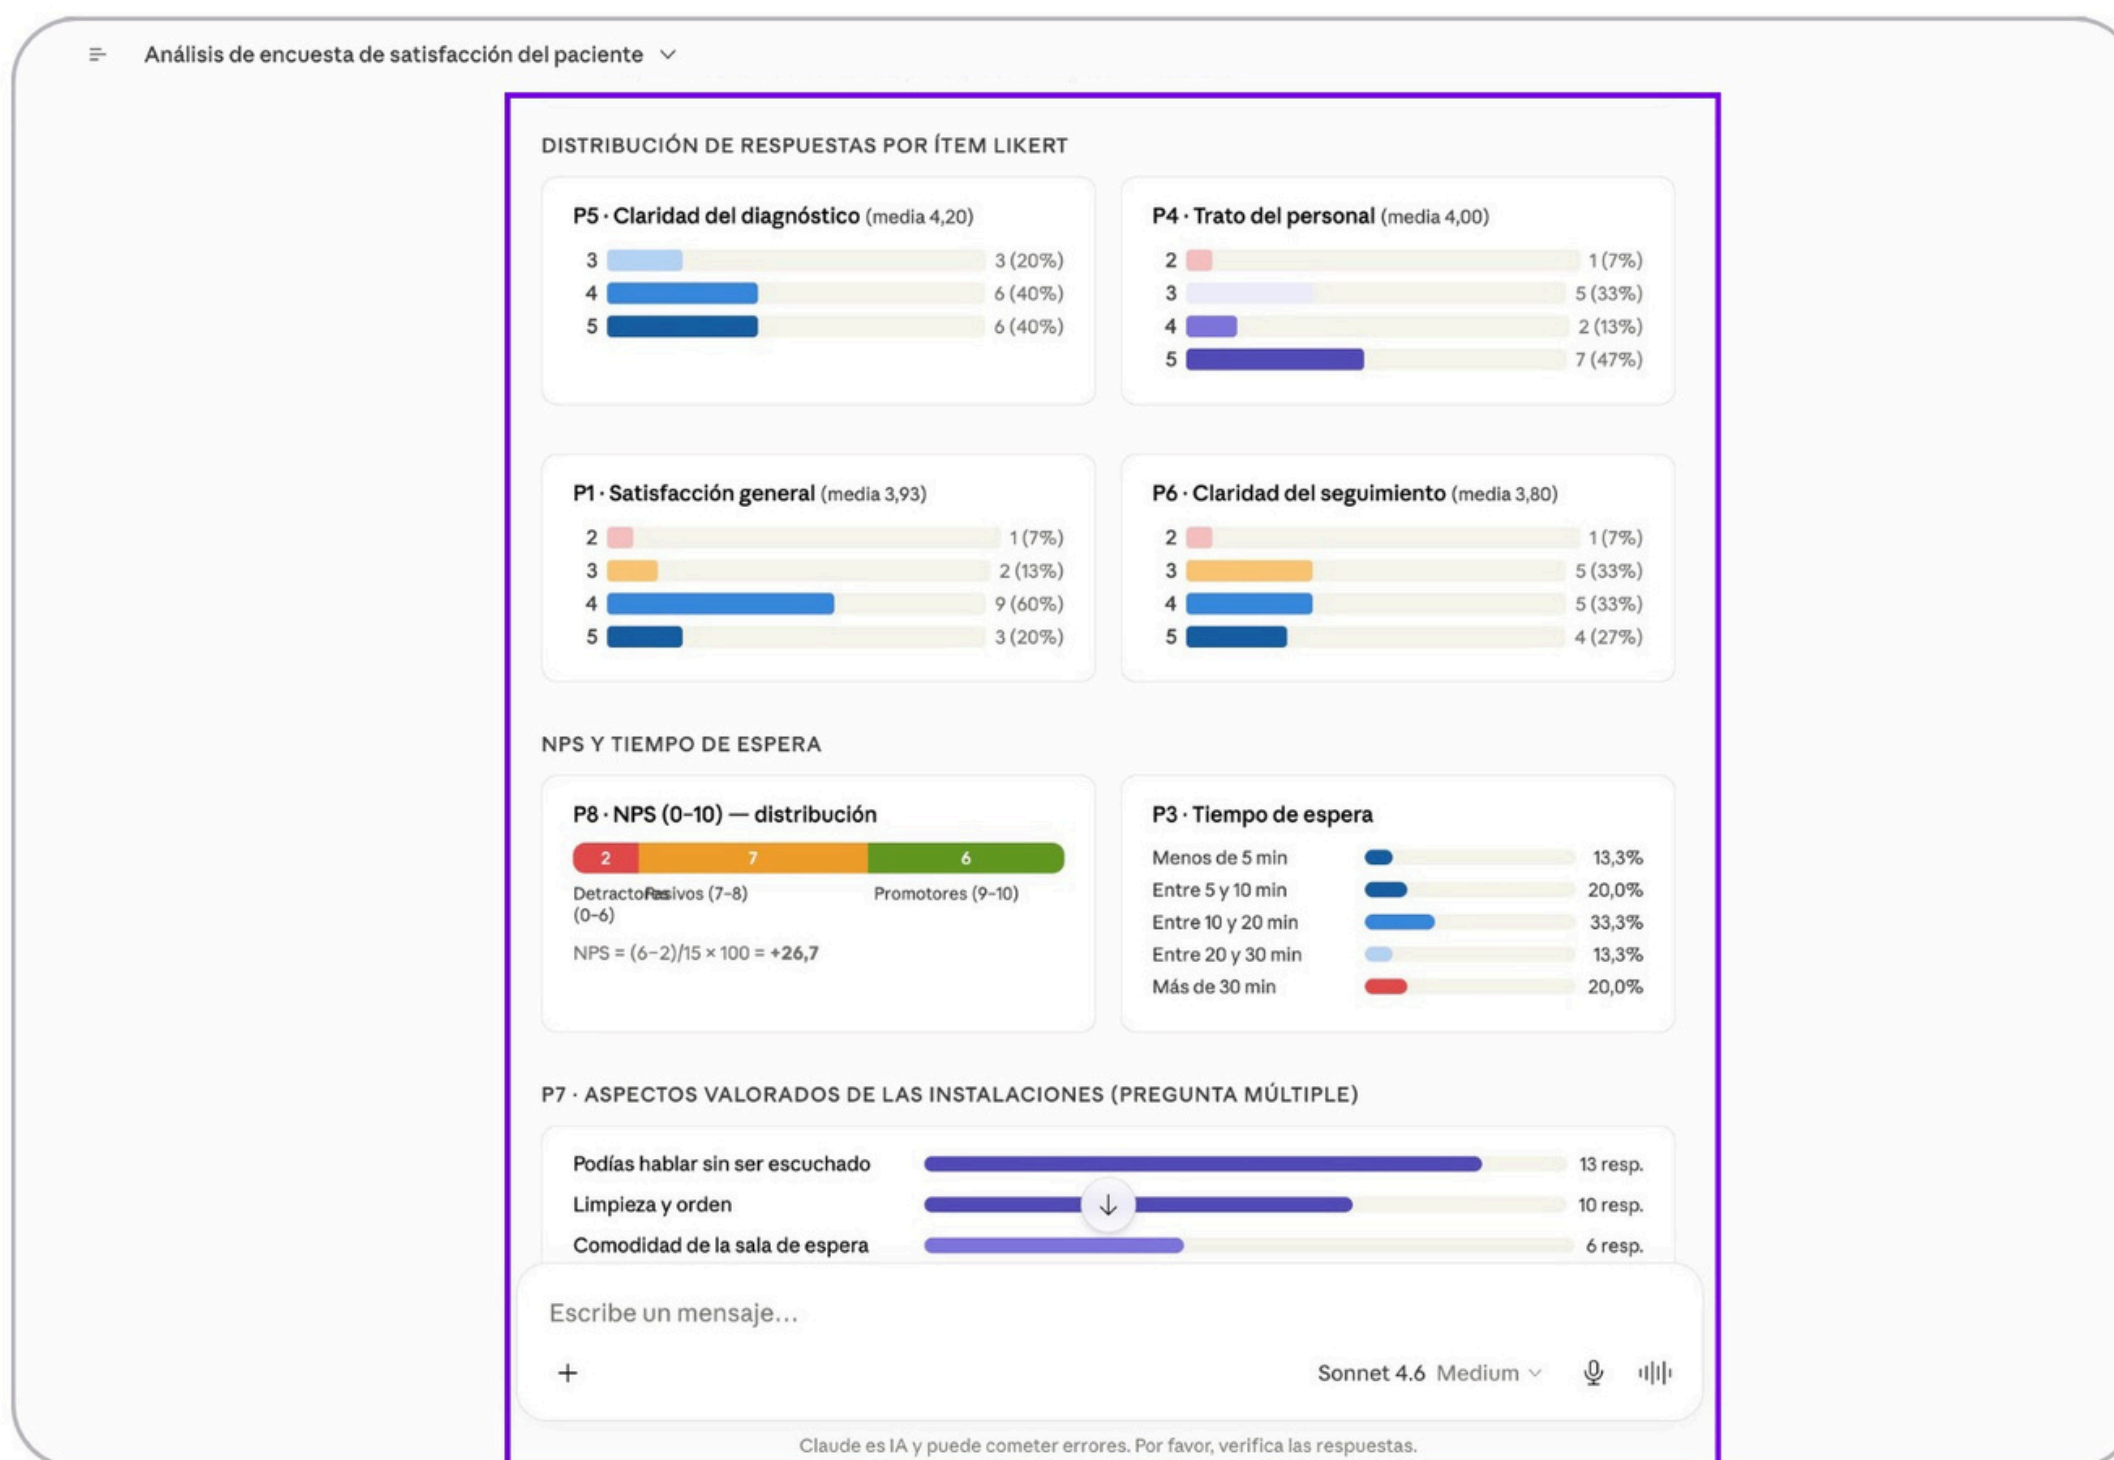 Análisis de encuesta de satisfacción del paciente
DISTRIBUCIÓN DE RESPUESTAS POR ÍTEM LIKERT
P5 · Claridad del diagnóstico (media 4,20)
3 3 (20%)
4 6 (40%)
5 6 (40%)
P4 · Trato del personal (media 4,00)
2 1 (7%)
3 5 (33%)
4 2 (13%)
5 7 (47%)
P1 · Satisfacción general (media 3,93)
2 1 (7%)
3 2 (13%)
4 9 (60%)
5 3 (20%)
P6 · Claridad del seguimiento (media 3,80)
2 1 (7%)
3 5 (33%)
4 5 (33%)
5 4 (27%)
NPS Y TIEMPO DE ESPERA
P8 · NPS (0–10) — distribución
2 7 6
Detractores Pasivos (7–8) Promotores (9–10)
(0–6)
NPS = (6−2)/15 × 100 = +26,7
P3 · Tiempo de espera
Menos de 5 min 13,3%
Entre 5 y 10 min 20,0%
Entre 10 y 20 min 33,3%
Entre 20 y 30 min 13,3%
Más de 30 min 20,0%
P7 · ASPECTOS VALORADOS DE LAS INSTALACIONES (PREGUNTA MÚLTIPLE)
Podías hablar sin ser escuchado 13 resp.
Limpieza y orden 10 resp.
Comodidad de la sala de espera 6 resp.
Escribe un mensaje...
Sonnet 4.6 Medium
Claude es IA y puede cometer errores. Por favor, verifica las respuestas.